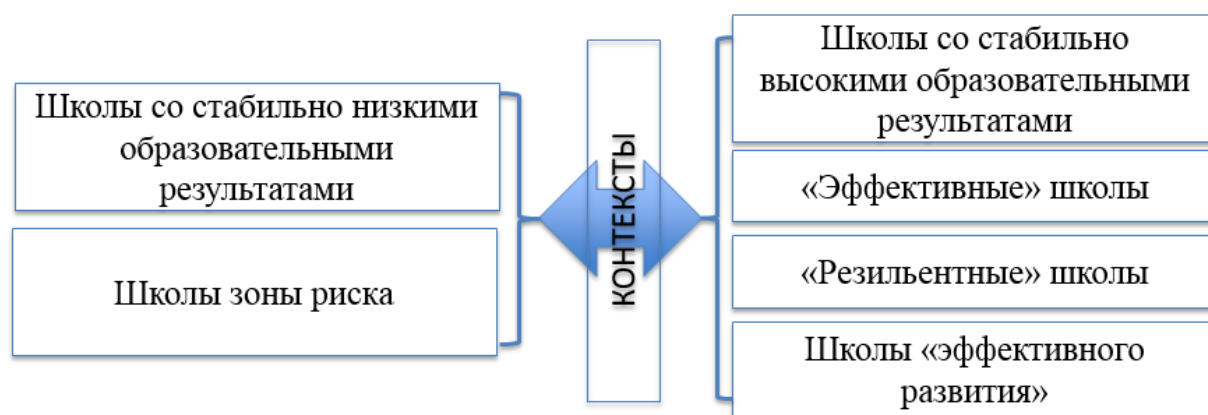 Школы со стабильно низкими
образовательными
результатами
Школы зоны риска
КОНТЕКСТЫ
Школы со стабильно
высокими образовательными
результатами
«Эффективные» школы
«Резильентные» школы
Школы «эффективного
развития»